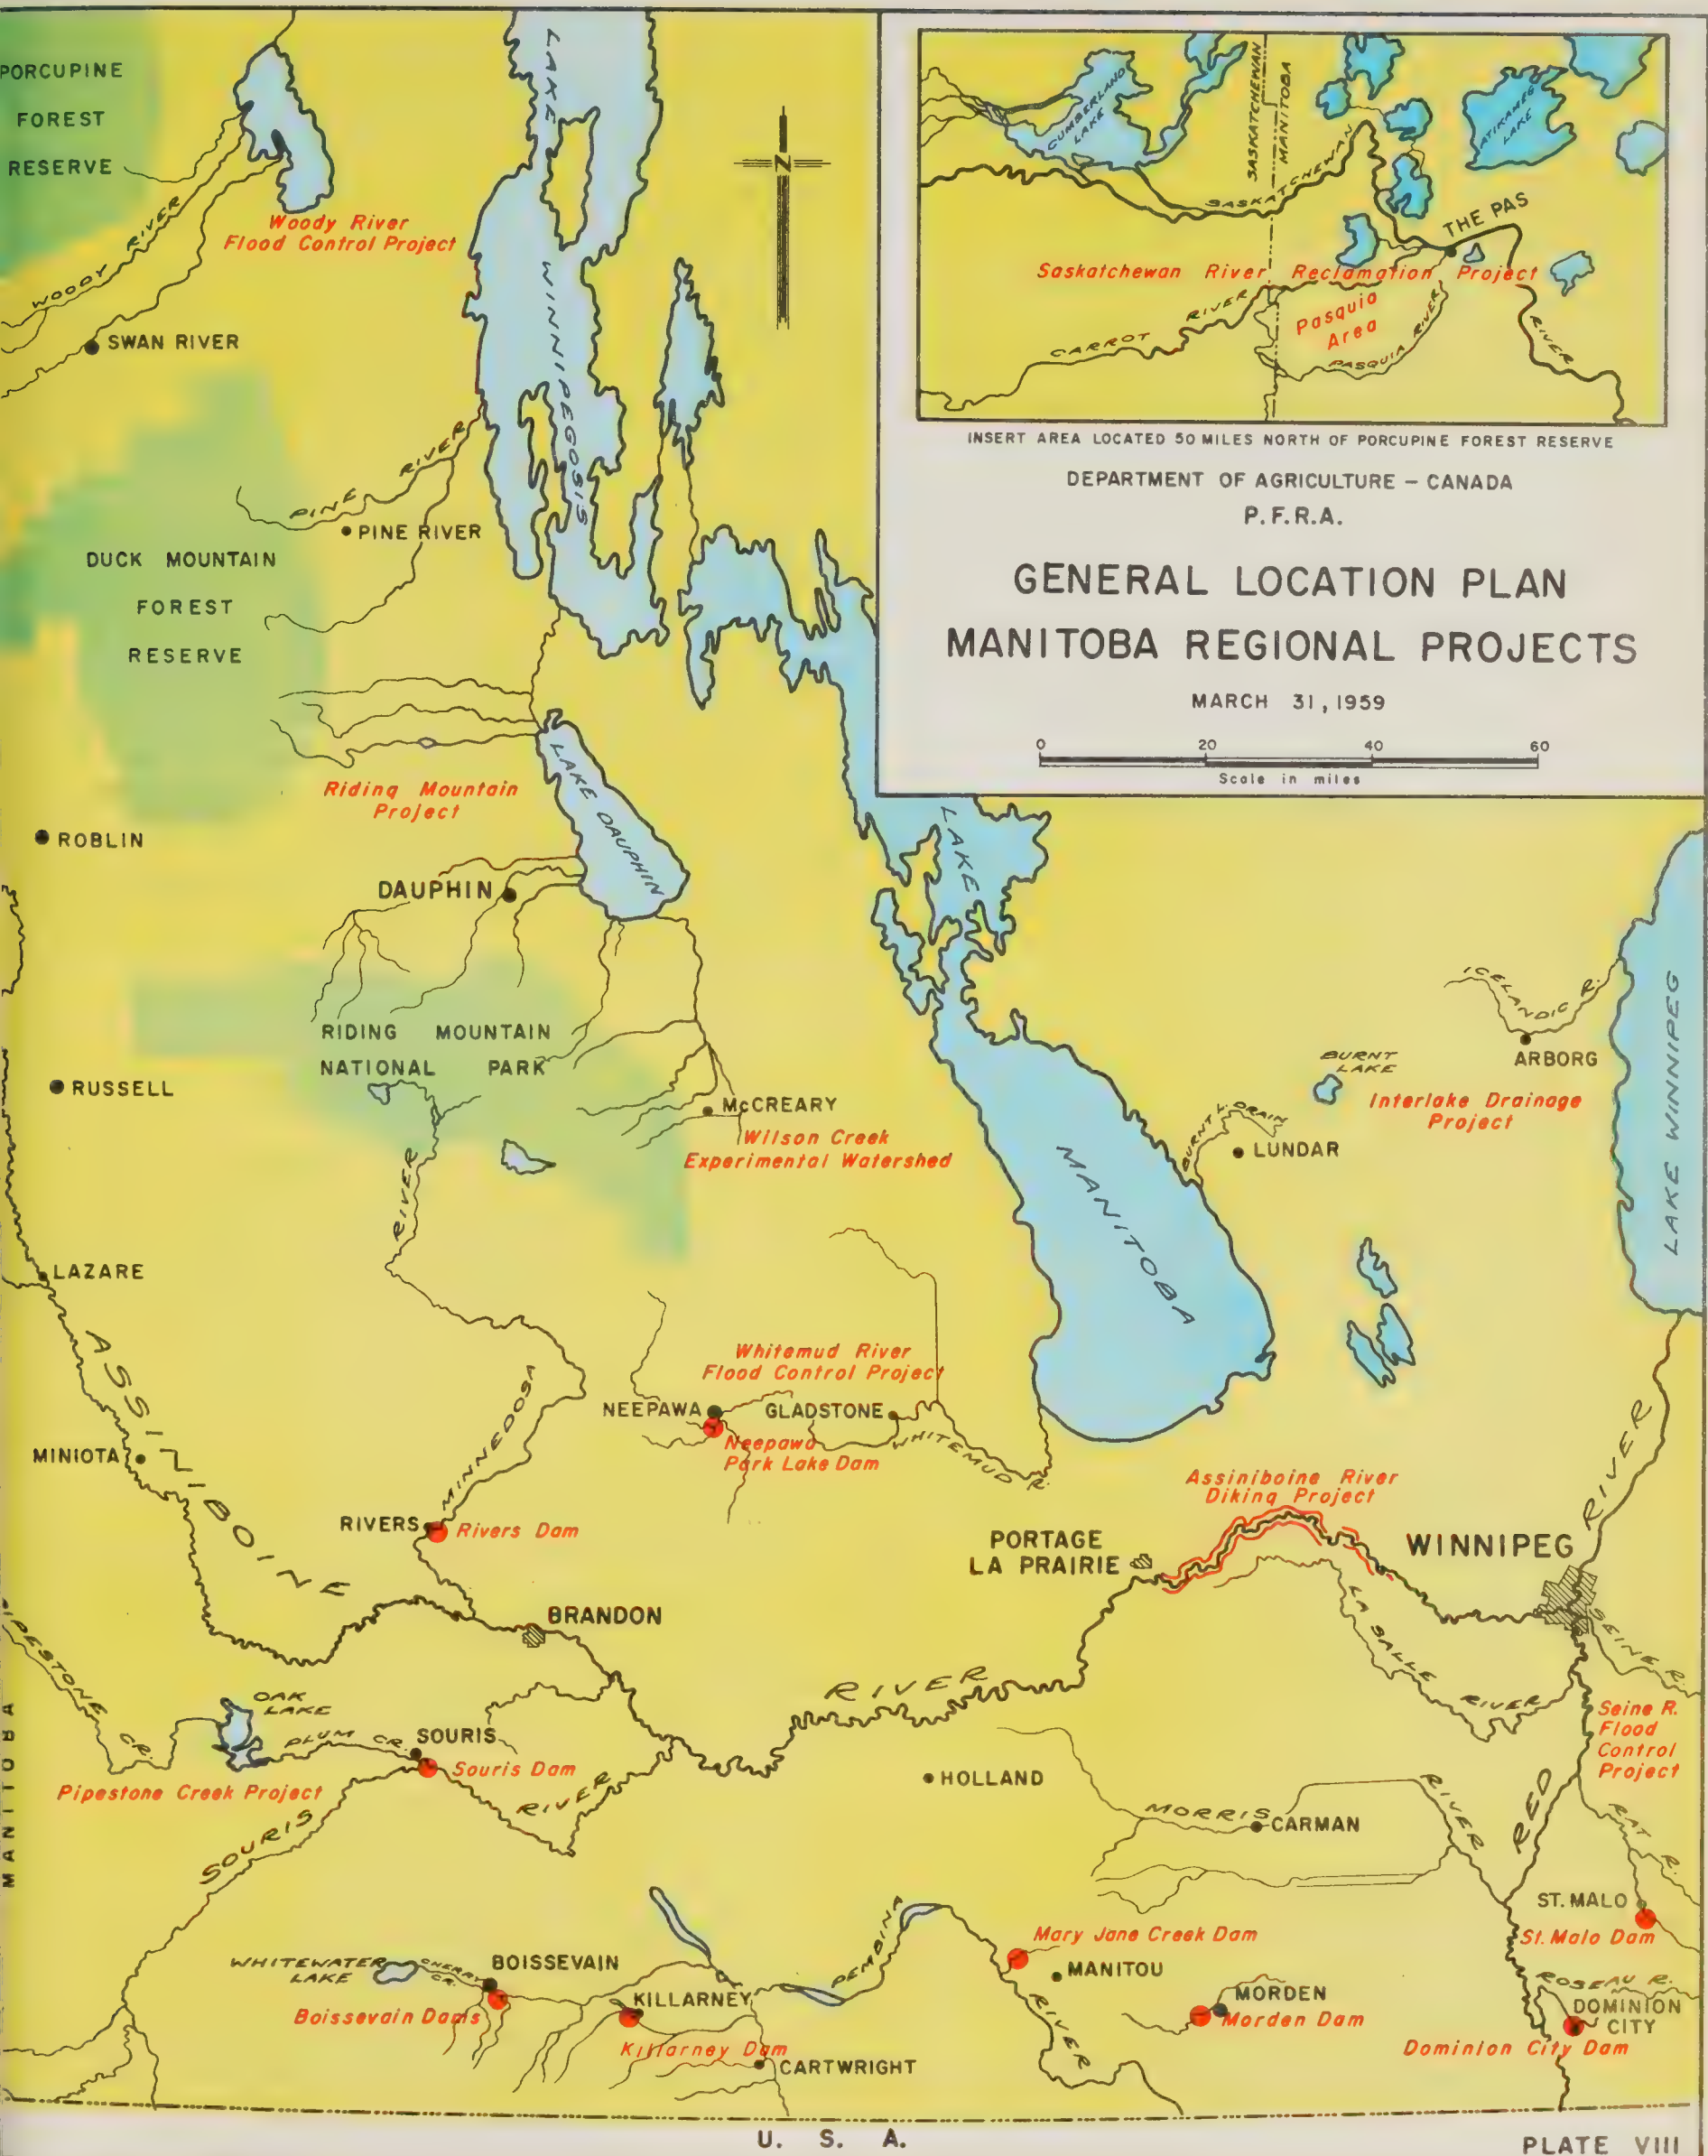 PORCUPINE
FOREST
RESERVE
WOODY RIVER
Woody River
Flood Control Project
SWAN RIVER
LAKE WINNIPEGOSIS
N
SASKATCHEWAN
MANITOBA
CUMBERLAND
LAKE
ATIKAMEG
LAKE
SASKATCHEWAN
THE PAS
Saskatchewan River Reclamation Project
CARROT RIVER
Pasquia
Area
PASQUIA RIVER
RIVER
INSERT AREA LOCATED 50 MILES NORTH OF PORCUPINE FOREST RESERVE
DEPARTMENT OF AGRICULTURE – CANADA
P.F.R.A.
GENERAL LOCATION PLAN
MANITOBA REGIONAL PROJECTS
MARCH 31, 1959
0 20 40 60
Scale in miles
PINE RIVER
PINE RIVER
DUCK MOUNTAIN
FOREST
RESERVE
Riding Mountain
Project
LAKE DAUPHIN
ROBLIN
DAUPHIN
LAKE MANITOBA
LAKE WINNIPEG
ICELANDIC R.
ARBORG
BURNT
LAKE
Interlake Drainage
Project
BURNT L. DRAIN
LUNDAR
RIDING MOUNTAIN
NATIONAL PARK
RUSSELL
McCREARY
Wilson Creek
Experimental Watershed
RIVER
LAZARE
ASSINIBOINE
MINIOTA
MINNEDOSA
Whitemud River
Flood Control Project
NEEPAWA
GLADSTONE
Neepawa
Park Lake Dam
WHITEMUD R.
RIVERS
Rivers Dam
Assiniboine River
Diking Project
PORTAGE
LA PRAIRIE
WINNIPEG
RIVER
BRANDON
LA SALLE RIVER
SEINE R.
RIVER
PIPESTONE CR.
OAK
LAKE
PLUM CR.
SOURIS
Souris Dam
Pipestone Creek Project
Seine R.
Flood
Control
Project
HOLLAND
SOURIS RIVER
MORRIS RIVER
CARMAN
RED
RAT R.
MANITOBA
ST. MALO
St. Malo Dam
Mary Jane Creek Dam
MANITOU
PEMBINA RIVER
WHITEWATER
LAKE
CHERRY
CR.
BOISSEVAIN
Boissevain Dams
KILLARNEY
Killarney Dam
CARTWRIGHT
MORDEN
Morden Dam
ROSEAU R.
DOMINION
CITY
Dominion City Dam
U. S. A.
PLATE VIII